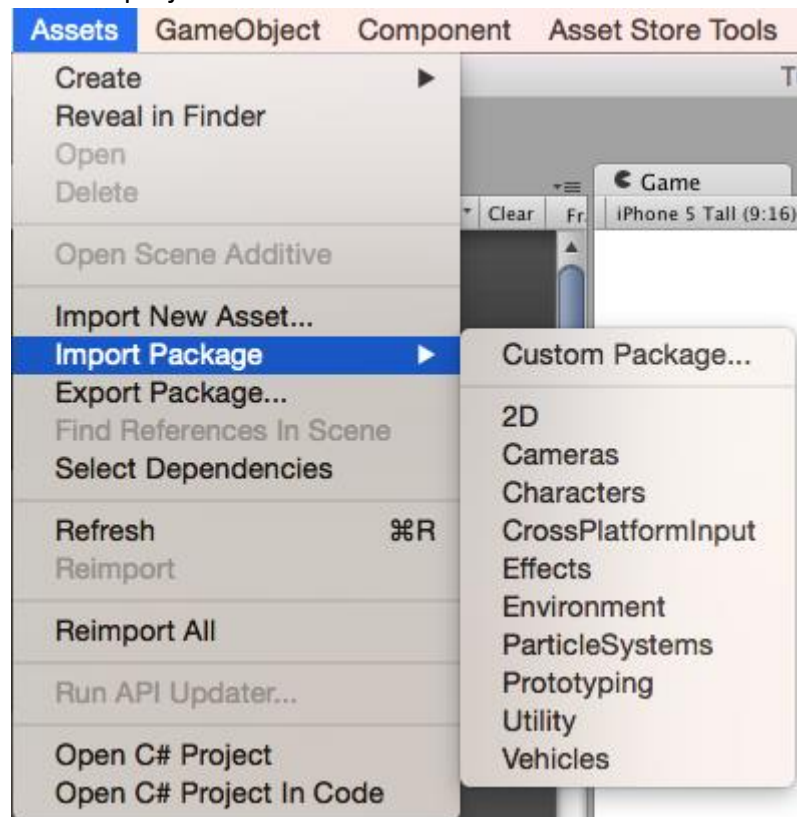 Assets GameObject Component Asset Store Tools
Create
Reveal in Finder
Open
Delete
Open Scene Additive
Import New Asset...
Import Package
Export Package...
Find References In Scene
Select Dependencies
Refresh ⌘R
Reimport
Reimport All
Run API Updater...
Open C# Project
Open C# Project In Code
T
Game
Clear Fr
iPhone 5 Tall (9:16)
Custom Package...
2D
Cameras
Characters
CrossPlatformInput
Effects
Environment
ParticleSystems
Prototyping
Utility
Vehicles